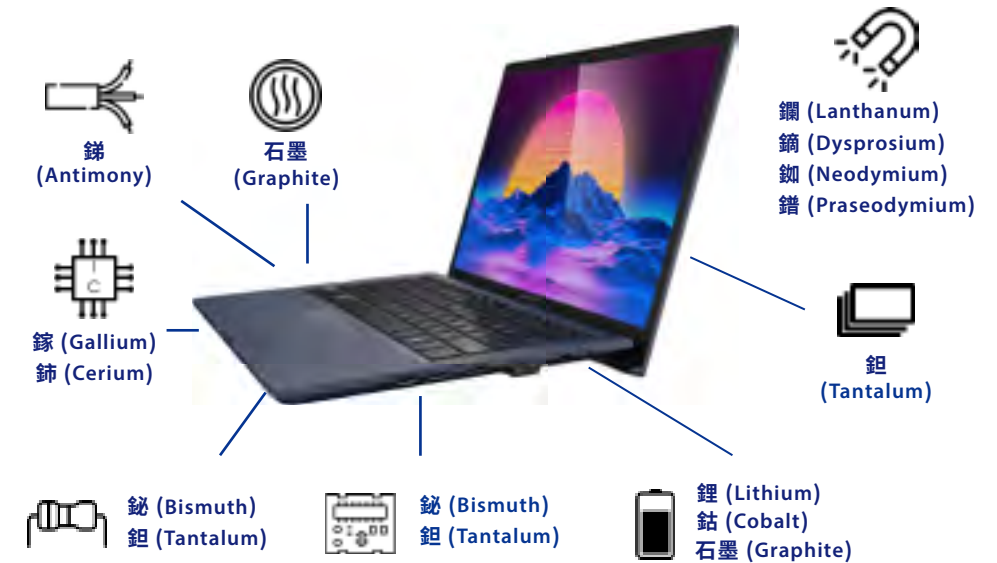 銻
(Antimony)
石墨
(Graphite)
鑭 (Lanthanum)
鏑 (Dysprosium)
釹 (Neodymium)
鐠 (Praseodymium)
鎵 (Gallium)
鈰 (Cerium)
C
鉭
(Tantalum)
鉍 (Bismuth)
鉭 (Tantalum)
鉍 (Bismuth)
鉭 (Tantalum)
鋰 (Lithium)
鈷 (Cobalt)
石墨 (Graphite)